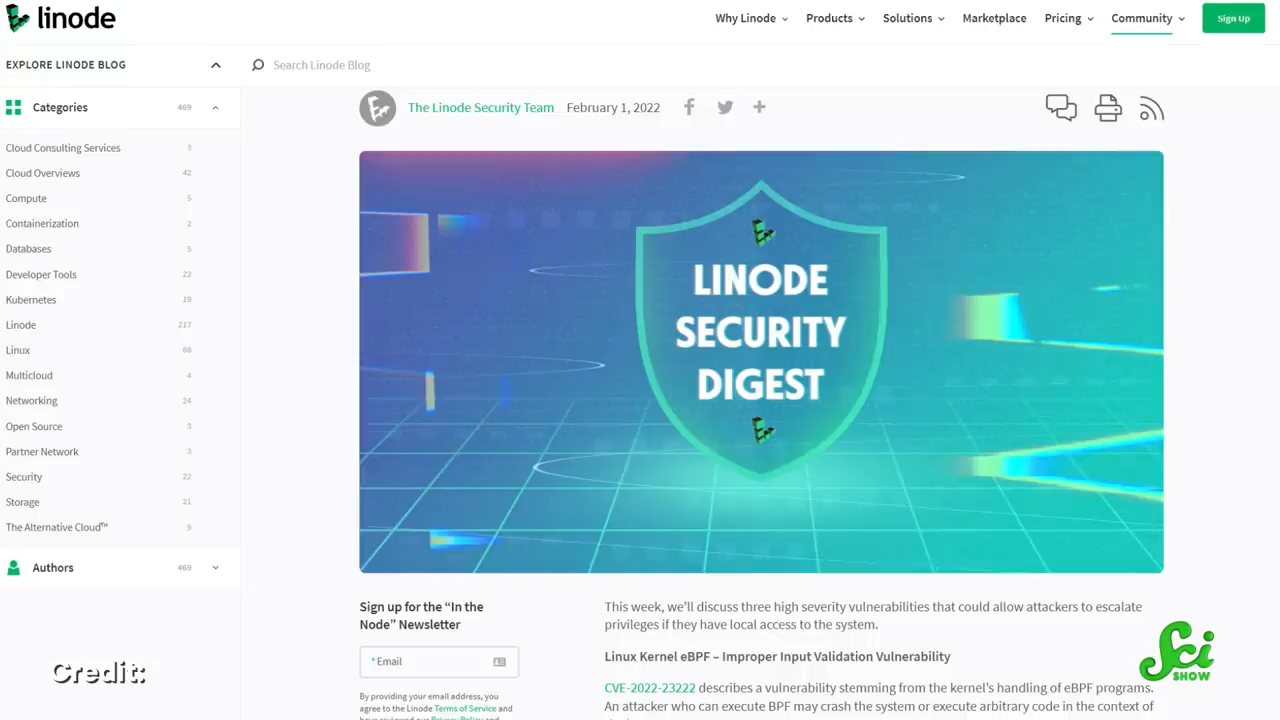 linode
Why Linode
Products
Solutions
Marketplace
Pricing
Community
Sign Up
EXPLORE LINODE BLOG
Search Linode Blog
Categories 469
Cloud Consulting Services 3
Cloud Overviews 42
Compute 5
Containerization 2
Databases 5
Developer Tools 22
Kubernetes 19
Linode 217
Linux 68
Multicloud 4
Networking 24
Open Source 3
Partner Network 3
Security 22
Storage 21
The Alternative Cloud™ 9
Authors 469
The Linode Security Team February 1, 2022
LINODE
SECURITY
DIGEST
Sign up for the “In the
Node” Newsletter
*Email
By providing your email address, you
agree to the Linode Terms of Service and
have reviewed our Privacy Policy and
This week, we’ll discuss three high severity vulnerabilities that could allow attackers to escalate
privileges if they have local access to the system.
Linux Kernel eBPF – Improper Input Validation Vulnerability
CVE-2022-23222 describes a vulnerability stemming from the kernel’s handling of eBPF programs.
An attacker who can execute BPF may crash the system or execute arbitrary code in the context of
Credit:
Sci
SHOW